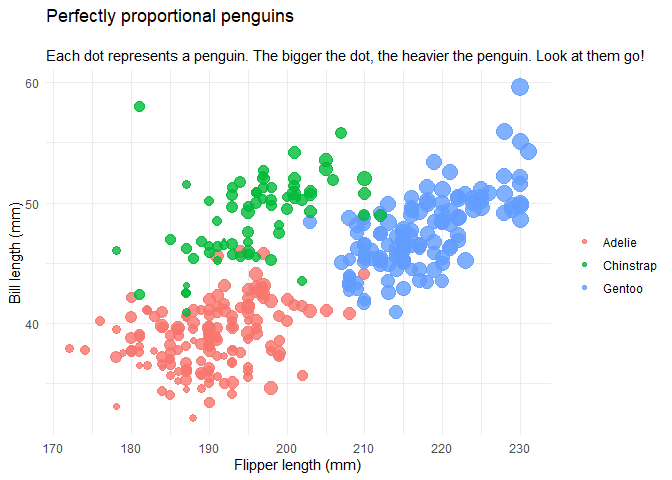 Perfectly proportional penguins
Each dot represents a penguin. The bigger the dot, the heavier the penguin. Look at them go!
60
50
40
Bill length (mm)
170 180 190 200 210 220 230
Flipper length (mm)
Adelie
Chinstrap
Gentoo